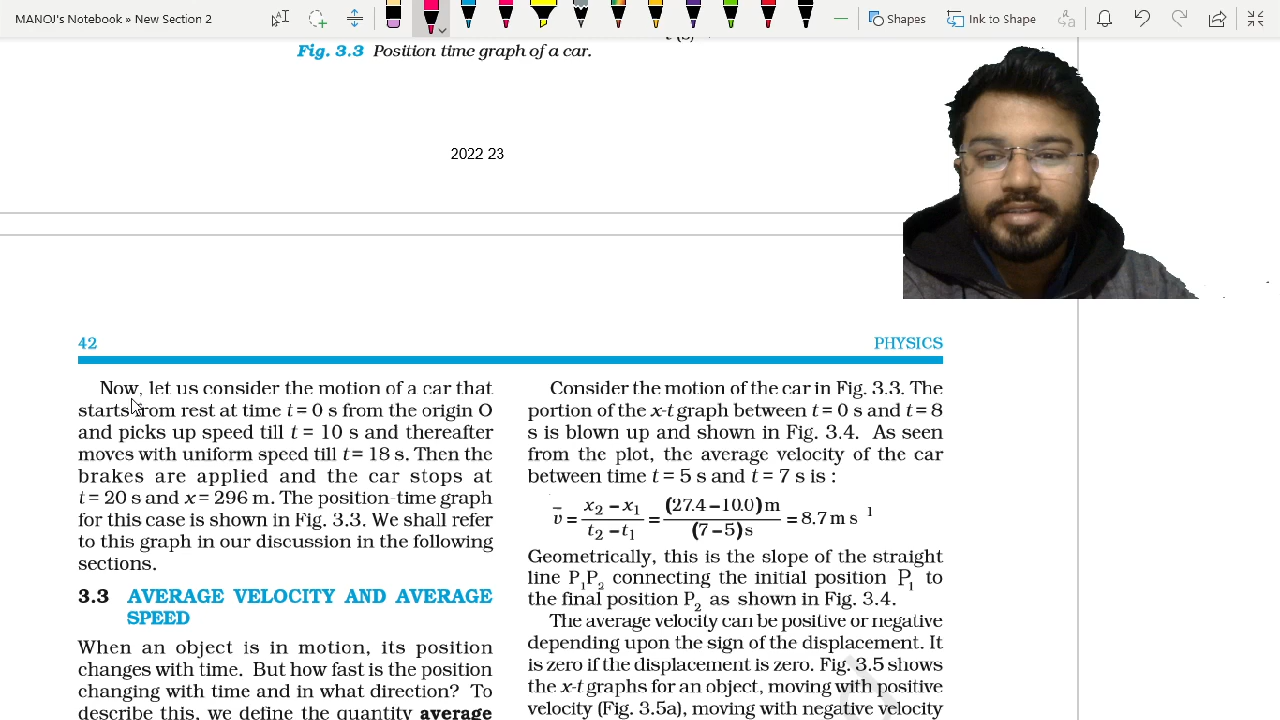 MANOJ's Notebook » New Section 2
Shapes
Ink to Shape
Fig. 3.3 Position time graph of a car.
2022 23
42 PHYSICS
Now, let us consider the motion of a car that
starts from rest at time t = 0 s from the origin O
and picks up speed till t = 10 s and thereafter
moves with uniform speed till t = 18 s. Then the
brakes are applied and the car stops at
t = 20 s and x = 296 m. The position-time graph
for this case is shown in Fig. 3.3. We shall refer
to this graph in our discussion in the following
sections.
3.3 AVERAGE VELOCITY AND AVERAGE
SPEED
When an object is in motion, its position
changes with time. But how fast is the position
changing with time and in what direction? To
describe this, we define the quantity average
Consider the motion of the car in Fig. 3.3. The
portion of the x-t graph between t = 0 s and t = 8
s is blown up and shown in Fig. 3.4. As seen
from the plot, the average velocity of the car
between time t = 5 s and t = 7 s is :
v̄ = (x₂ − x₁)/(t₂ − t₁) = (27.4 − 10.0) m/(7 − 5) s = 8.7 m s ¹
Geometrically, this is the slope of the straight
line P₁P₂ connecting the initial position P₁ to
the final position P₂ as shown in Fig. 3.4.
The average velocity can be positive or negative
depending upon the sign of the displacement. It
is zero if the displacement is zero. Fig. 3.5 shows
the x-t graphs for an object, moving with positive
velocity (Fig. 3.5a), moving with negative velocity